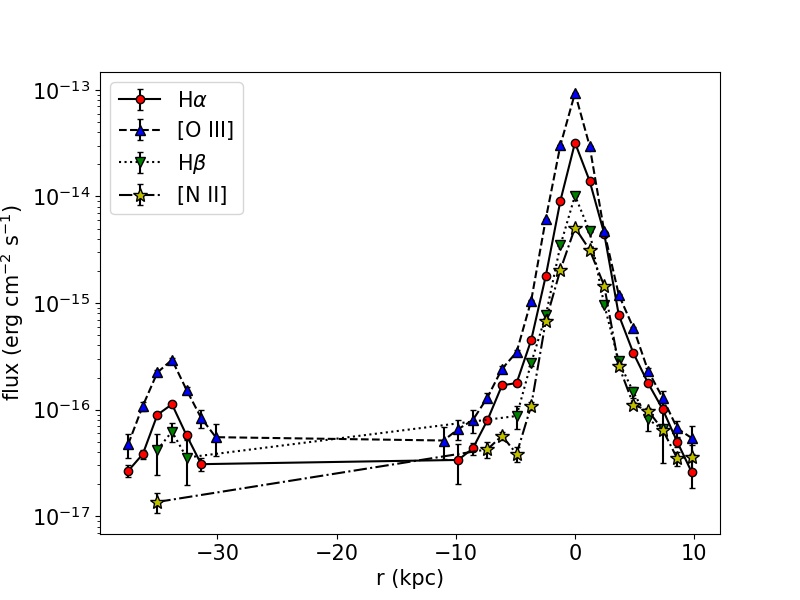 Hα
[O III]
Hβ
[N II]
flux (erg cm⁻² s⁻¹)
10⁻¹³
10⁻¹⁴
10⁻¹⁵
10⁻¹⁶
10⁻¹⁷
−30
−20
−10
0
10
r (kpc)